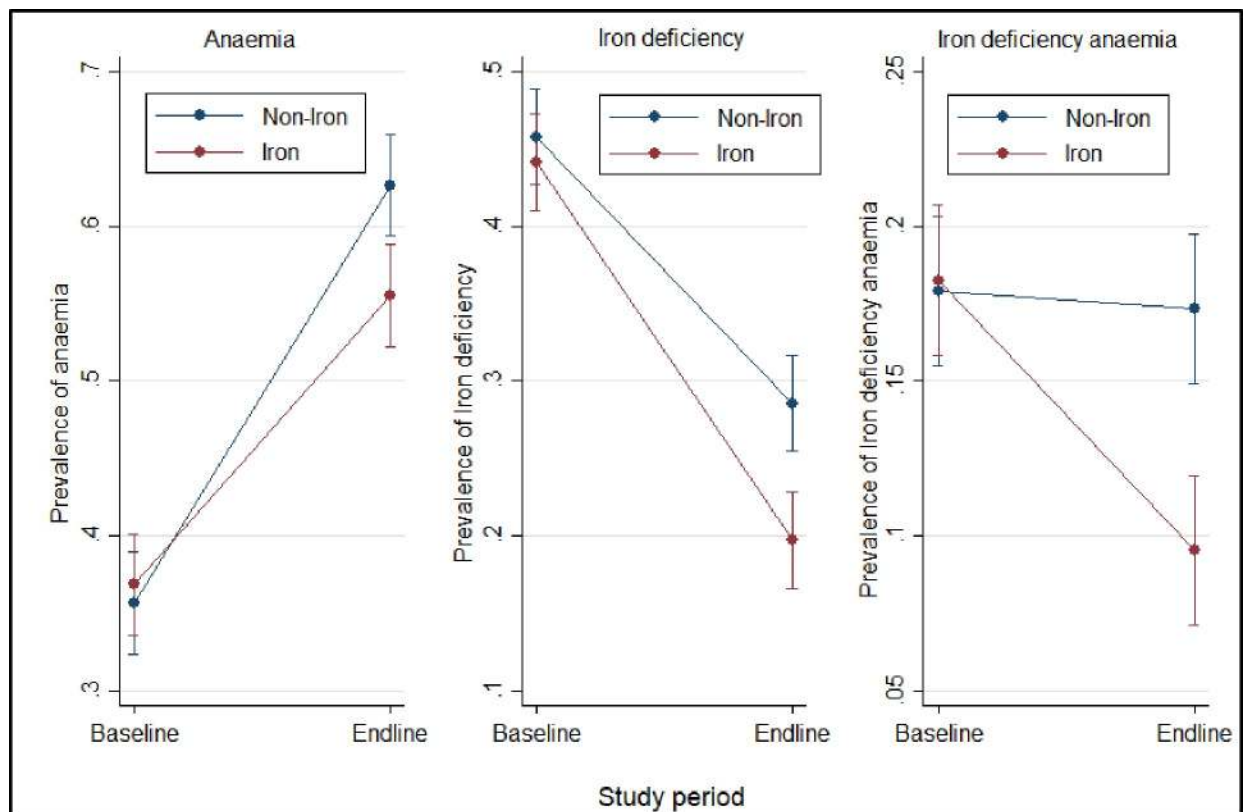 Anaemia
Prevalence of anaemia
.7
.6
.5
.4
.3
Non-Iron
Iron
Baseline
Endline
Iron deficiency
Prevalence of Iron deficiency
.5
.4
.3
.2
.1
Non-Iron
Iron
Baseline
Endline
Iron deficiency anaemia
Prevalence of Iron deficiency anaemia
.25
.2
.15
.1
.05
Non-Iron
Iron
Baseline
Endline
Study period